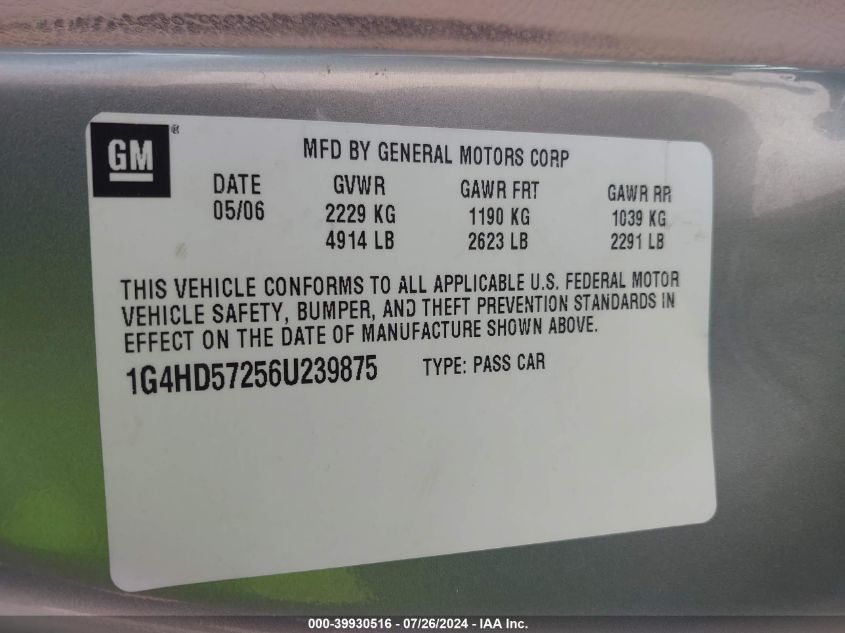 GM®
MFD BY GENERAL MOTORS CORP
DATE GVWR GAWR FRT GAWR RR
05/06 2229 KG 1190 KG 1039 KG
4914 LB 2623 LB 2291 LB
THIS VEHICLE CONFORMS TO ALL APPLICABLE U.S. FEDERAL MOTOR
VEHICLE SAFETY, BUMPER, AND THEFT PREVENTION STANDARDS IN
EFFECT ON THE DATE OF MANUFACTURE SHOWN ABOVE.
1G4HD57256U239875 TYPE: PASS CAR
000-39930516 - 07/26/2024 - IAA Inc.